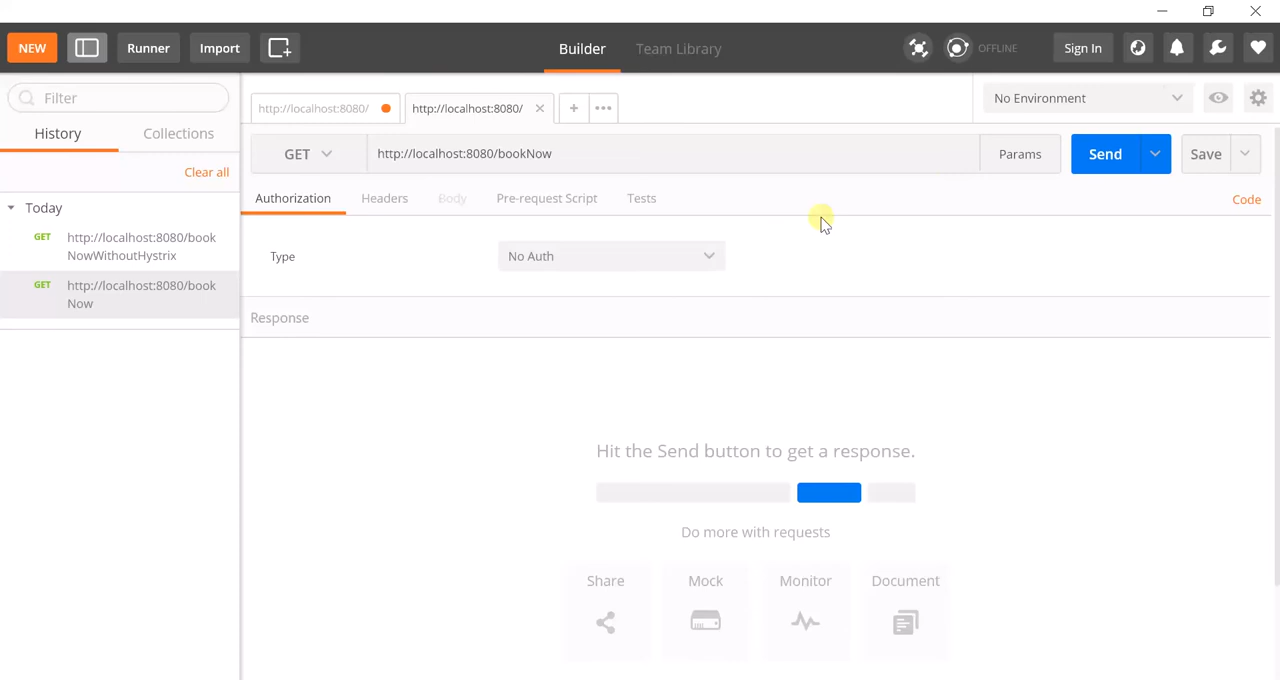 NEW
Runner
Import
Builder
Team Library
OFFLINE
Sign In
Filter
History
Collections
Clear all
Today
GET
http://localhost:8080/book
NowWithoutHystrix
GET
http://localhost:8080/book
Now
http://localhost:8080/
http://localhost:8080/
No Environment
GET
http://localhost:8080/bookNow
Params
Send
Save
Authorization
Headers
Body
Pre-request Script
Tests
Code
Type
No Auth
Response
Hit the Send button to get a response.
Do more with requests
Share
Mock
Monitor
Document